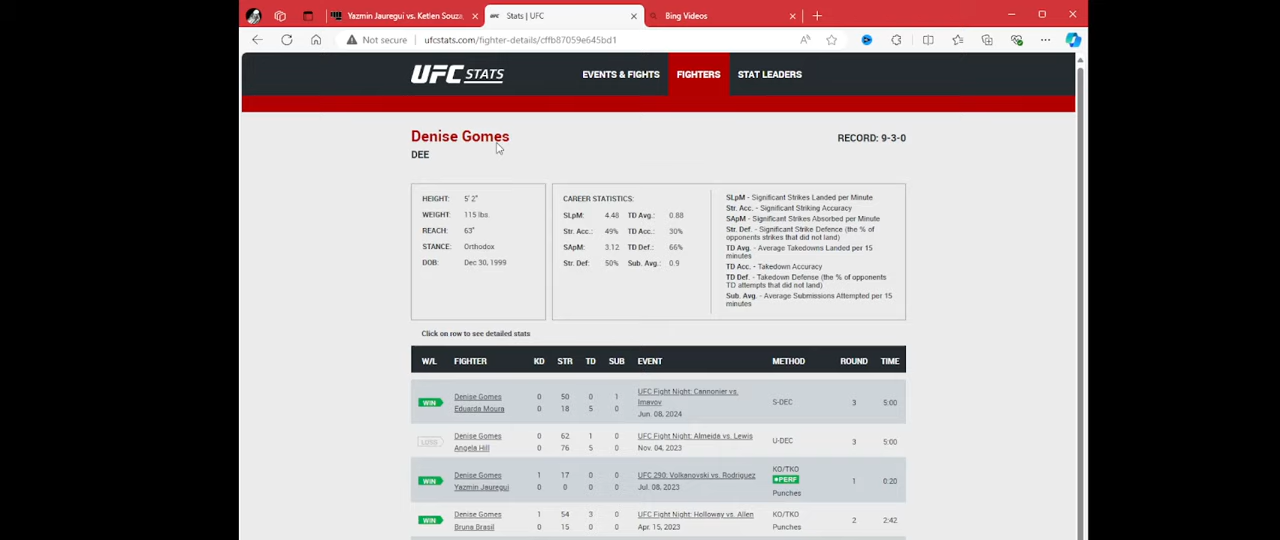 Yazmin Jauregui vs. Ketlen Souza,
Stats | UFC
Bing Videos
Not secure
ufcstats.com/fighter-details/cffb87059e645bd1
UFC STATS
EVENTS & FIGHTS
FIGHTERS
STAT LEADERS
Denise Gomes
RECORD: 9-3-0
DEE
HEIGHT: 5' 2"
WEIGHT: 115 lbs.
REACH: 63"
STANCE: Orthodox
DOB: Dec 30, 1999
CAREER STATISTICS:
SLpM: 4.48 TD Avg.: 0.88
Str. Acc.: 49% TD Acc.: 30%
SApM: 3.12 TD Def.: 66%
Str. Def: 50% Sub. Avg.: 0.9
SLpM - Significant Strikes Landed per Minute
Str. Acc. - Significant Striking Accuracy
SApM - Significant Strikes Absorbed per Minute
Str. Def. - Significant Strike Defence (the % of
opponents strikes that did not land)
TD Avg. - Average Takedowns Landed per 15
minutes
TD Acc. - Takedown Accuracy
TD Def. - Takedown Defense (the % of opponents
TD attempts that did not land)
Sub. Avg. - Average Submissions Attempted per 15
minutes
Click on row to see detailed stats
W/L FIGHTER KD STR TD SUB EVENT METHOD ROUND TIME
WIN
Denise Gomes 0 50 0 1
Eduarda Moura 0 18 5 0
UFC Fight Night: Cannonier vs.
Imavov
Jun. 08, 2024
S-DEC
3
5:00
LOSS
Denise Gomes 0 62 1 0
Angela Hill 0 76 5 0
UFC Fight Night: Almeida vs. Lewis
Nov. 04, 2023
U-DEC
3
5:00
WIN
Denise Gomes 1 17 0 0
Yazmin Jauregui 0 0 0 0
UFC 290: Volkanovski vs. Rodriguez
Jul. 08, 2023
KO/TKO
PERF
Punches
1
0:20
WIN
Denise Gomes 1 54 3 0
Bruna Brasil 0 15 0 0
UFC Fight Night: Holloway vs. Allen
Apr. 15, 2023
KO/TKO
Punches
2
2:42